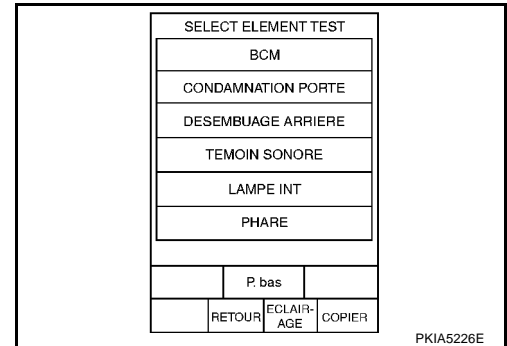 SELECT ELEMENT TEST
BCM
CONDAMNATION PORTE
DESEMBUAGE ARRIERE
TEMOIN SONORE
LAMPE INT
PHARE
P. bas
RETOUR ECLAIR-
AGE COPIER
PKIA5226E